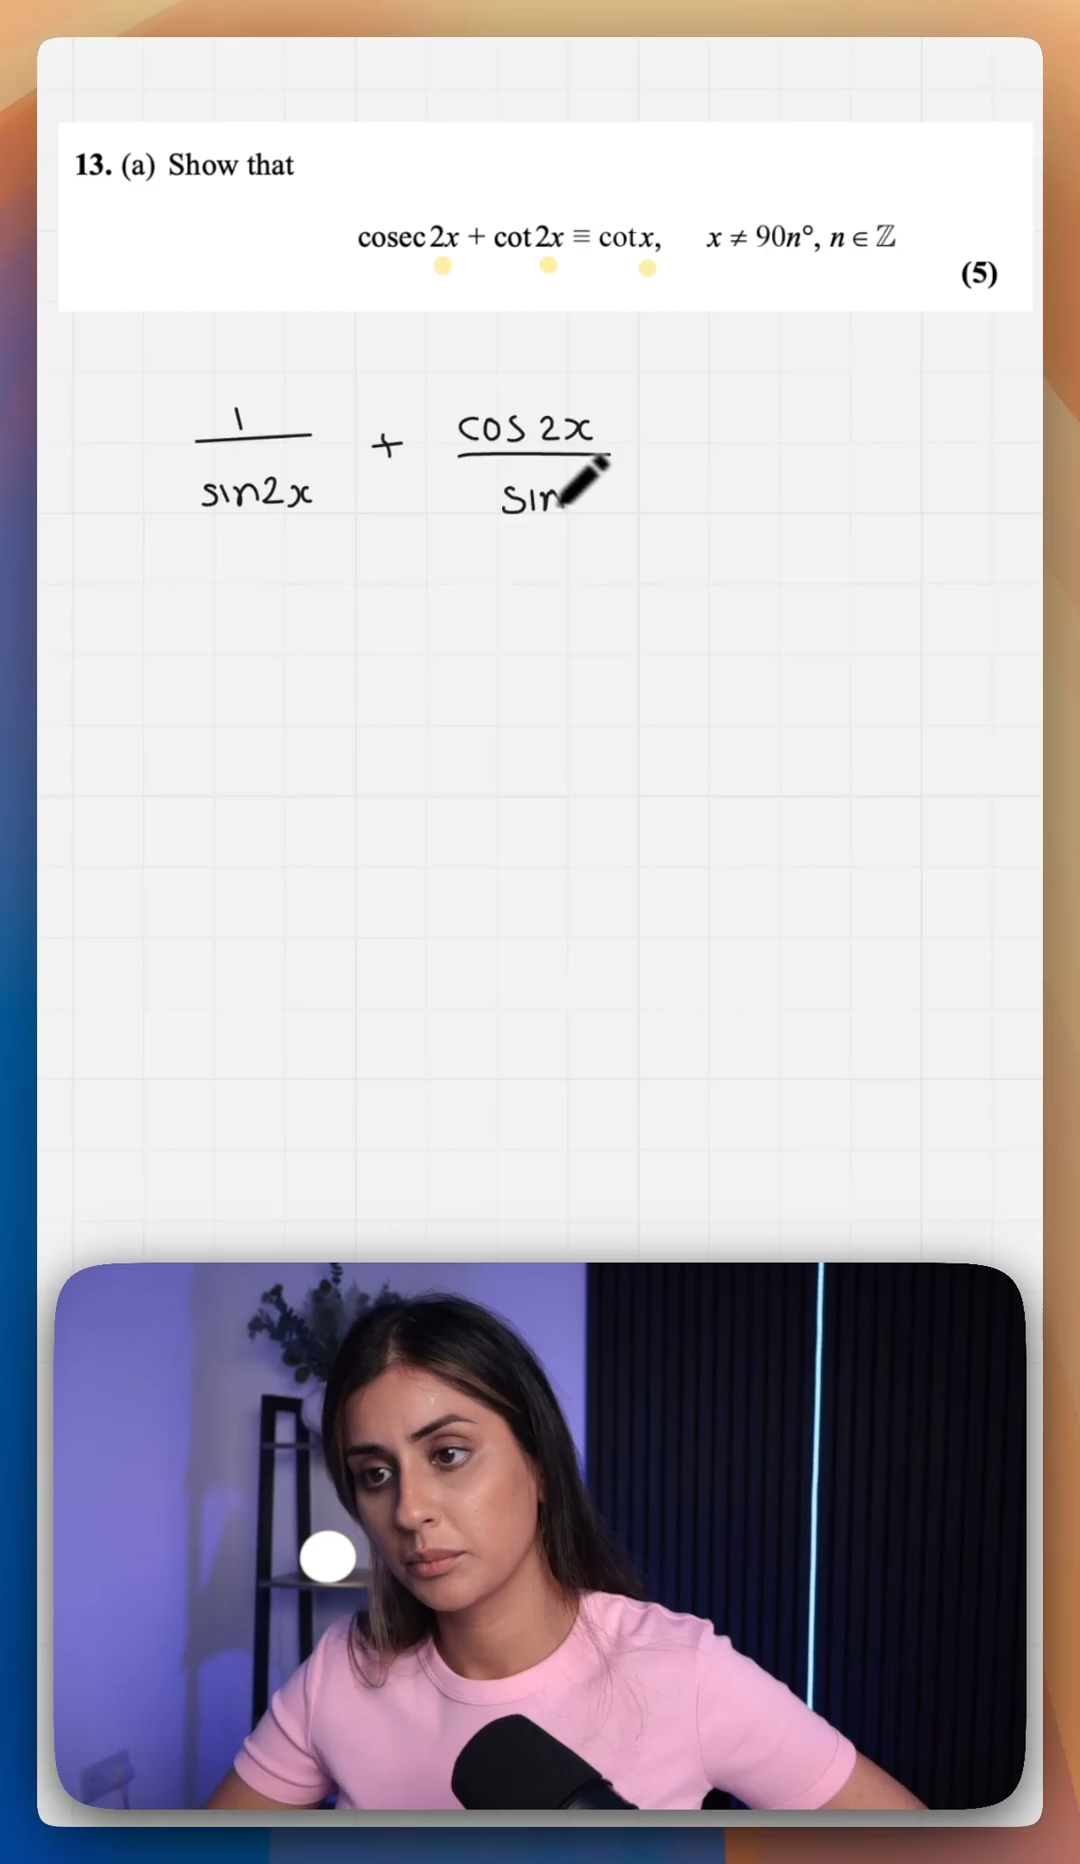 13. (a) Show that
cosec 2x + cot 2x ≡ cot x, x ≠ 90n°, n ∈ ℤ
(5)
1 / sin2x + cos 2x / sin